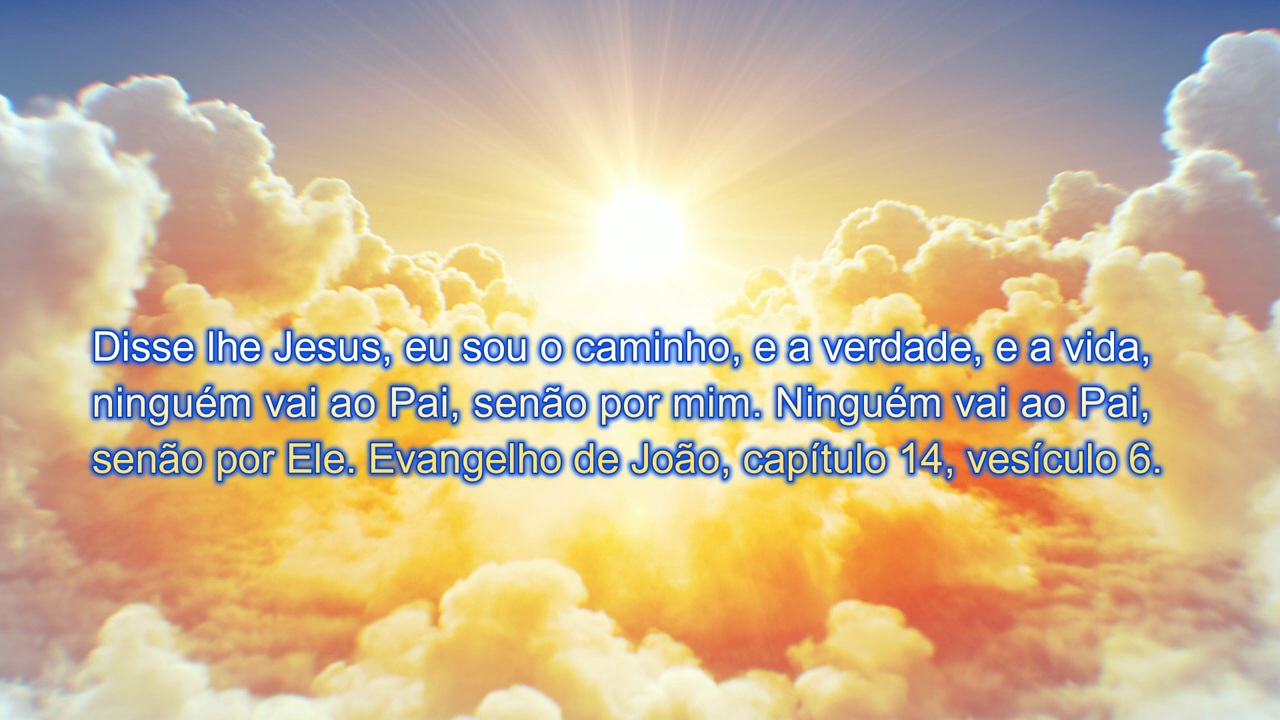 Disse lhe Jesus, eu sou o caminho, e a verdade, e a vida,
ninguém vai ao Pai, senão por mim. Ninguém vai ao Pai,
senão por Ele. Evangelho de João, capítulo 14, vesículo 6.